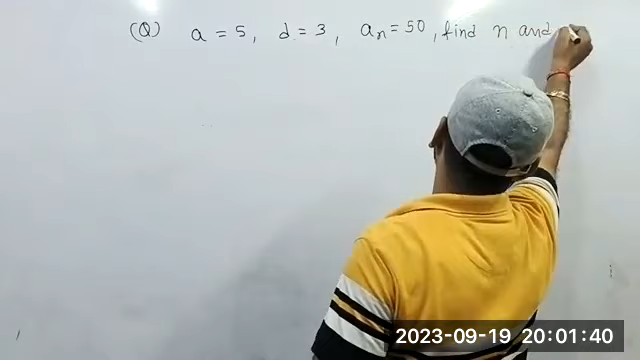 (Q) a = 5, d = 3, aₙ = 50, find n and
2023-09-19 20:01:40